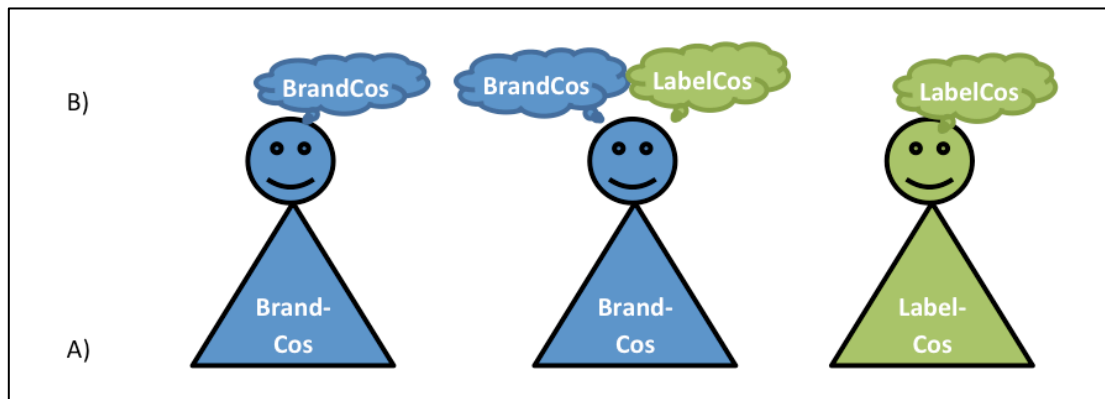 BrandCos
BrandCos
LabelCos
LabelCos
B)
Brand-
Cos
Brand-
Cos
Label-
Cos
A)